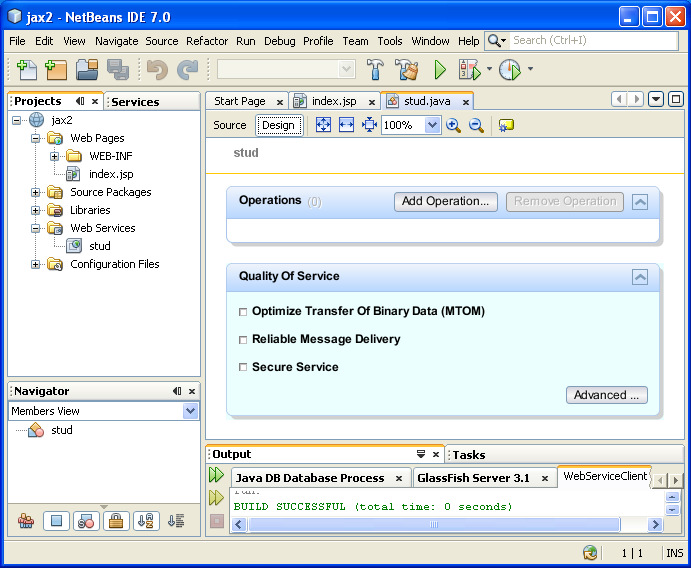 jax2 - NetBeans IDE 7.0
File Edit View Navigate Source Refactor Run Debug Profile Team Tools Window Help Search (Ctrl+I)
Projects Services
jax2
Web Pages
WEB-INF
index.jsp
Source Packages
Libraries
Web Services
stud
Configuration Files
Navigator
Members View
stud
Start Page index.jsp stud.java
Source Design 100%
stud
Operations (0) Add Operation... Remove Operation
Quality Of Service
Optimize Transfer Of Binary Data (MTOM)
Reliable Message Delivery
Secure Service
Advanced ...
Output Tasks
Java DB Database Process GlassFish Server 3.1 WebServiceClient
run:
BUILD SUCCESSFUL (total time: 0 seconds)
1 | 1 INS